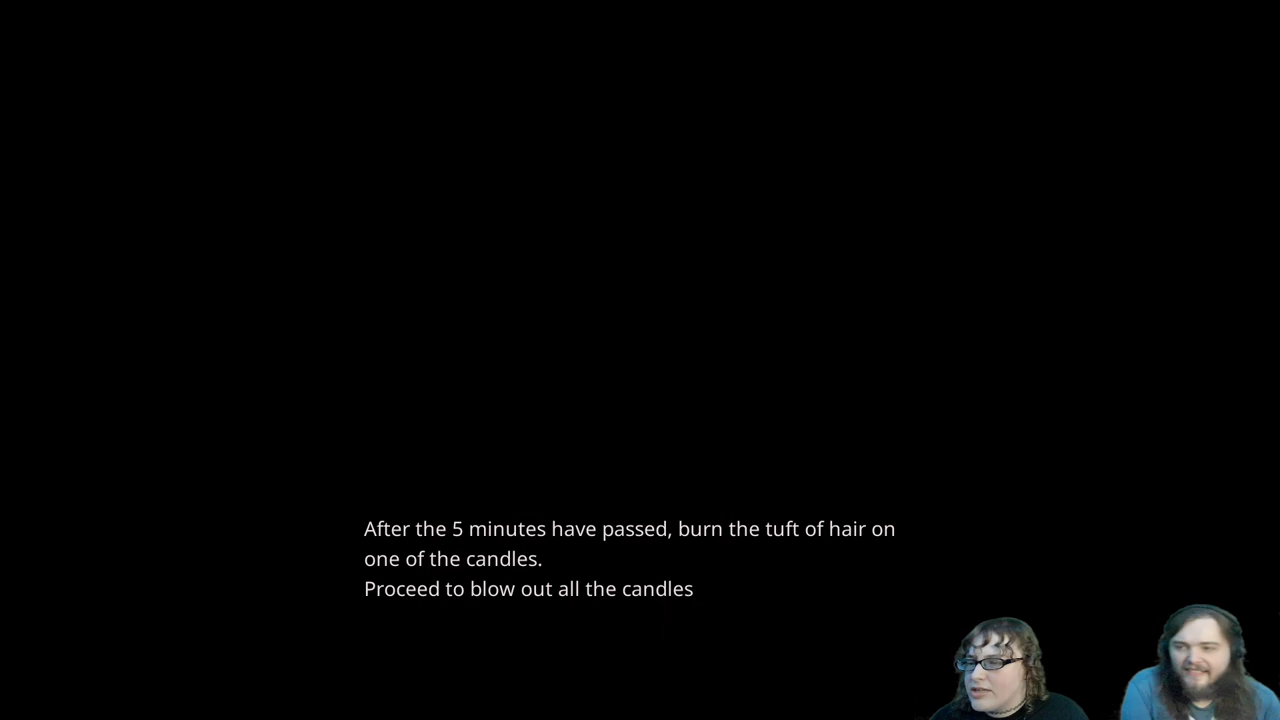 After the 5 minutes have passed, burn the tuft of hair on
one of the candles.
Proceed to blow out all the candles